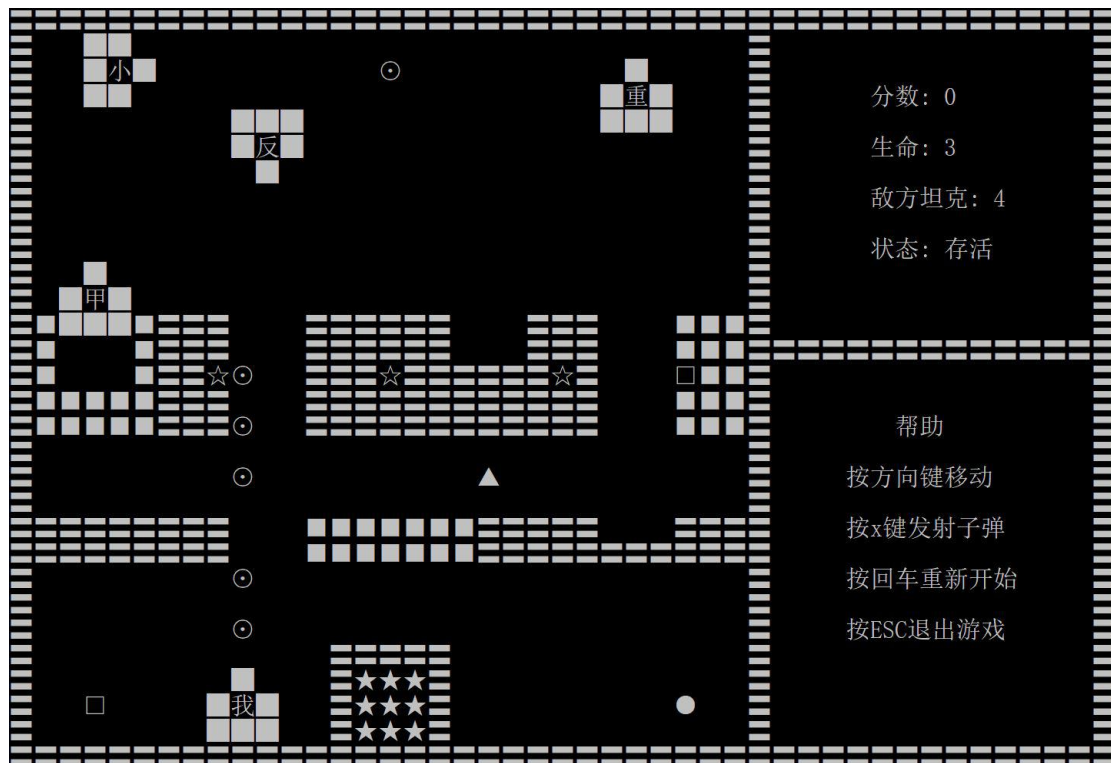 小
重
反
甲
我
分数: 0
生命: 3
敌方坦克: 4
状态: 存活
帮助
按方向键移动
按x键发射子弹
按回车重新开始
按ESC退出游戏